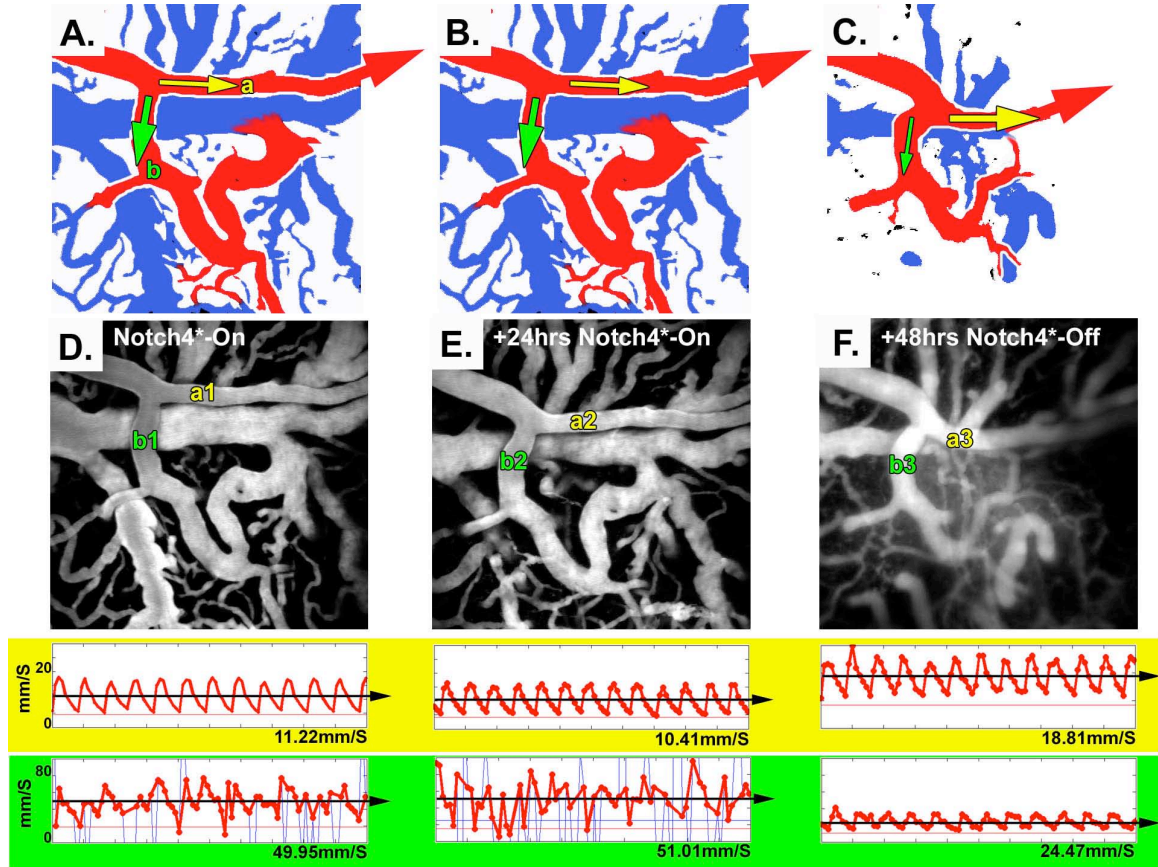 A.
B.
C.
a
b
D.
Notch4*-On
E.
+24hrs Notch4*-On
F.
+48hrs Notch4*-Off
a1
b1
a2
b2
a3
b3
mm/S
20
0
11.22mm/S
10.41mm/S
18.81mm/S
mm/S
80
0
49.95mm/S
51.01mm/S
24.47mm/S